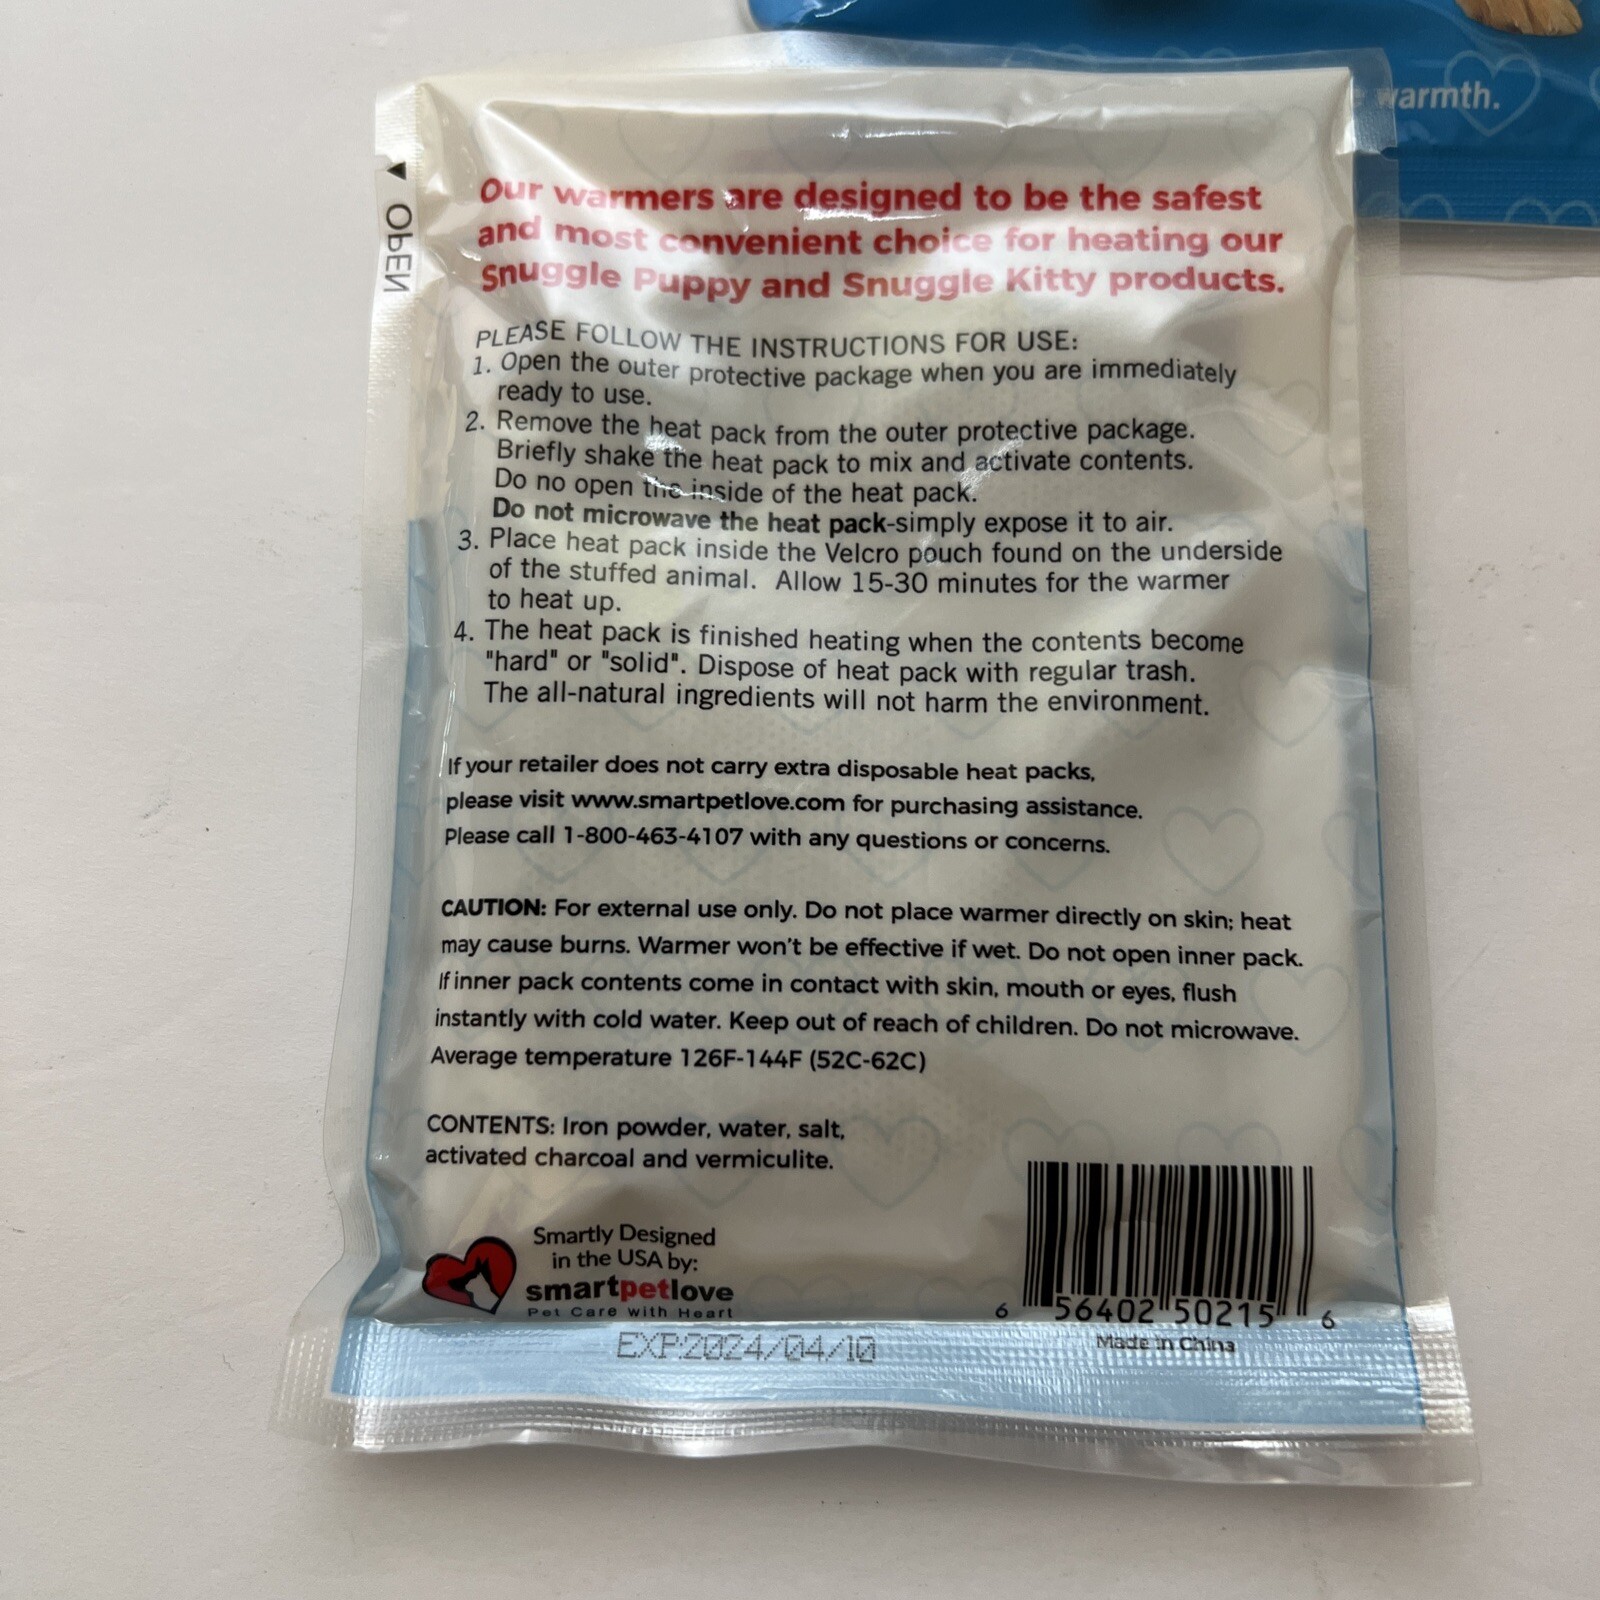 warmth.
OPEN
Our warmers are designed to be the safest
and most convenient choice for heating our
Snuggle Puppy and Snuggle Kitty products.
PLEASE FOLLOW THE INSTRUCTIONS FOR USE:
1. Open the outer protective package when you are immediately
ready to use.
2. Remove the heat pack from the outer protective package.
Briefly shake the heat pack to mix and activate contents.
Do no open the inside of the heat pack.
Do not microwave the heat pack-simply expose it to air.
3. Place heat pack inside the Velcro pouch found on the underside
of the stuffed animal. Allow 15-30 minutes for the warmer
to heat up.
4. The heat pack is finished heating when the contents become
"hard" or "solid". Dispose of heat pack with regular trash.
The all-natural ingredients will not harm the environment.
If your retailer does not carry extra disposable heat packs,
please visit www.smartpetlove.com for purchasing assistance.
Please call 1-800-463-4107 with any questions or concerns.
CAUTION: For external use only. Do not place warmer directly on skin; heat
may cause burns. Warmer won't be effective if wet. Do not open inner pack.
If inner pack contents come in contact with skin, mouth or eyes, flush
instantly with cold water. Keep out of reach of children. Do not microwave.
Average temperature 126F-144F (52C-62C)
CONTENTS: Iron powder, water, salt,
activated charcoal and vermiculite.
Smartly Designed
in the USA by:
smartpetlove
Pet Care with Heart
6 56402 50215 6
Made in China
EXP:2024/04/10